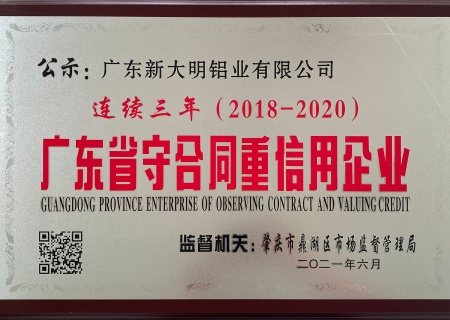 公示：广东新大明铝业有限公司
连续三年（2018-2020）
广东省守合同重信用企业
GUANGDONG PROVINCE ENTERPRISE OF OBSERVING CONTRACT AND VALUING CREDIT
监督机关：肇庆市鼎湖区市场监督管理局
二〇二一年六月